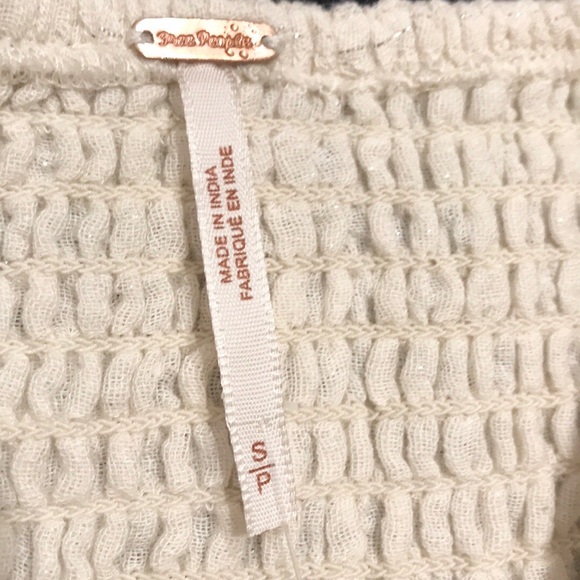 Free People
MADE IN INDIA
FABRIQUÉ EN INDE
S/P